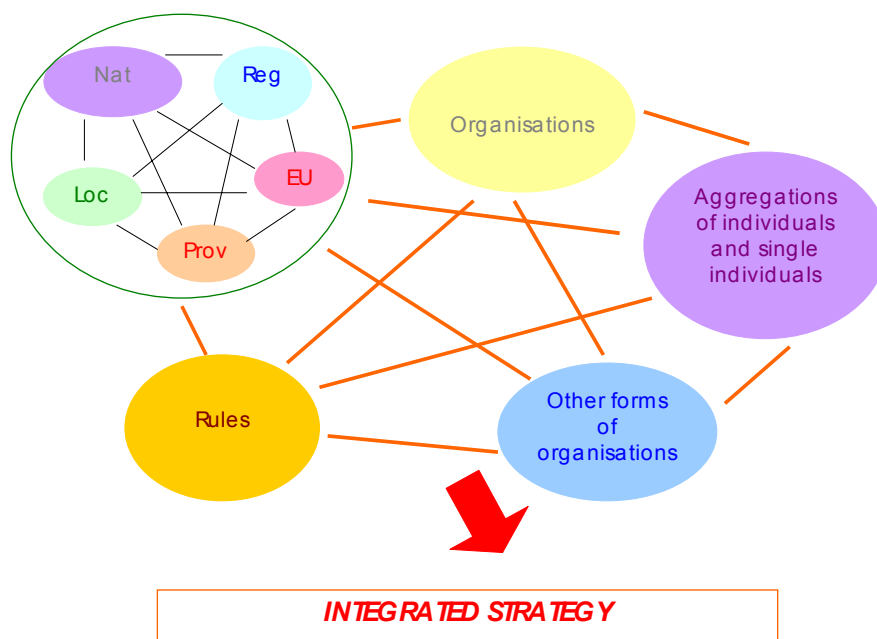 Nat
Reg
Loc
EU
Prov
Organisations
Aggregations
of individuals
and single
individuals
Rules
Other forms
of
organisations
INTEGRATED STRATEGY